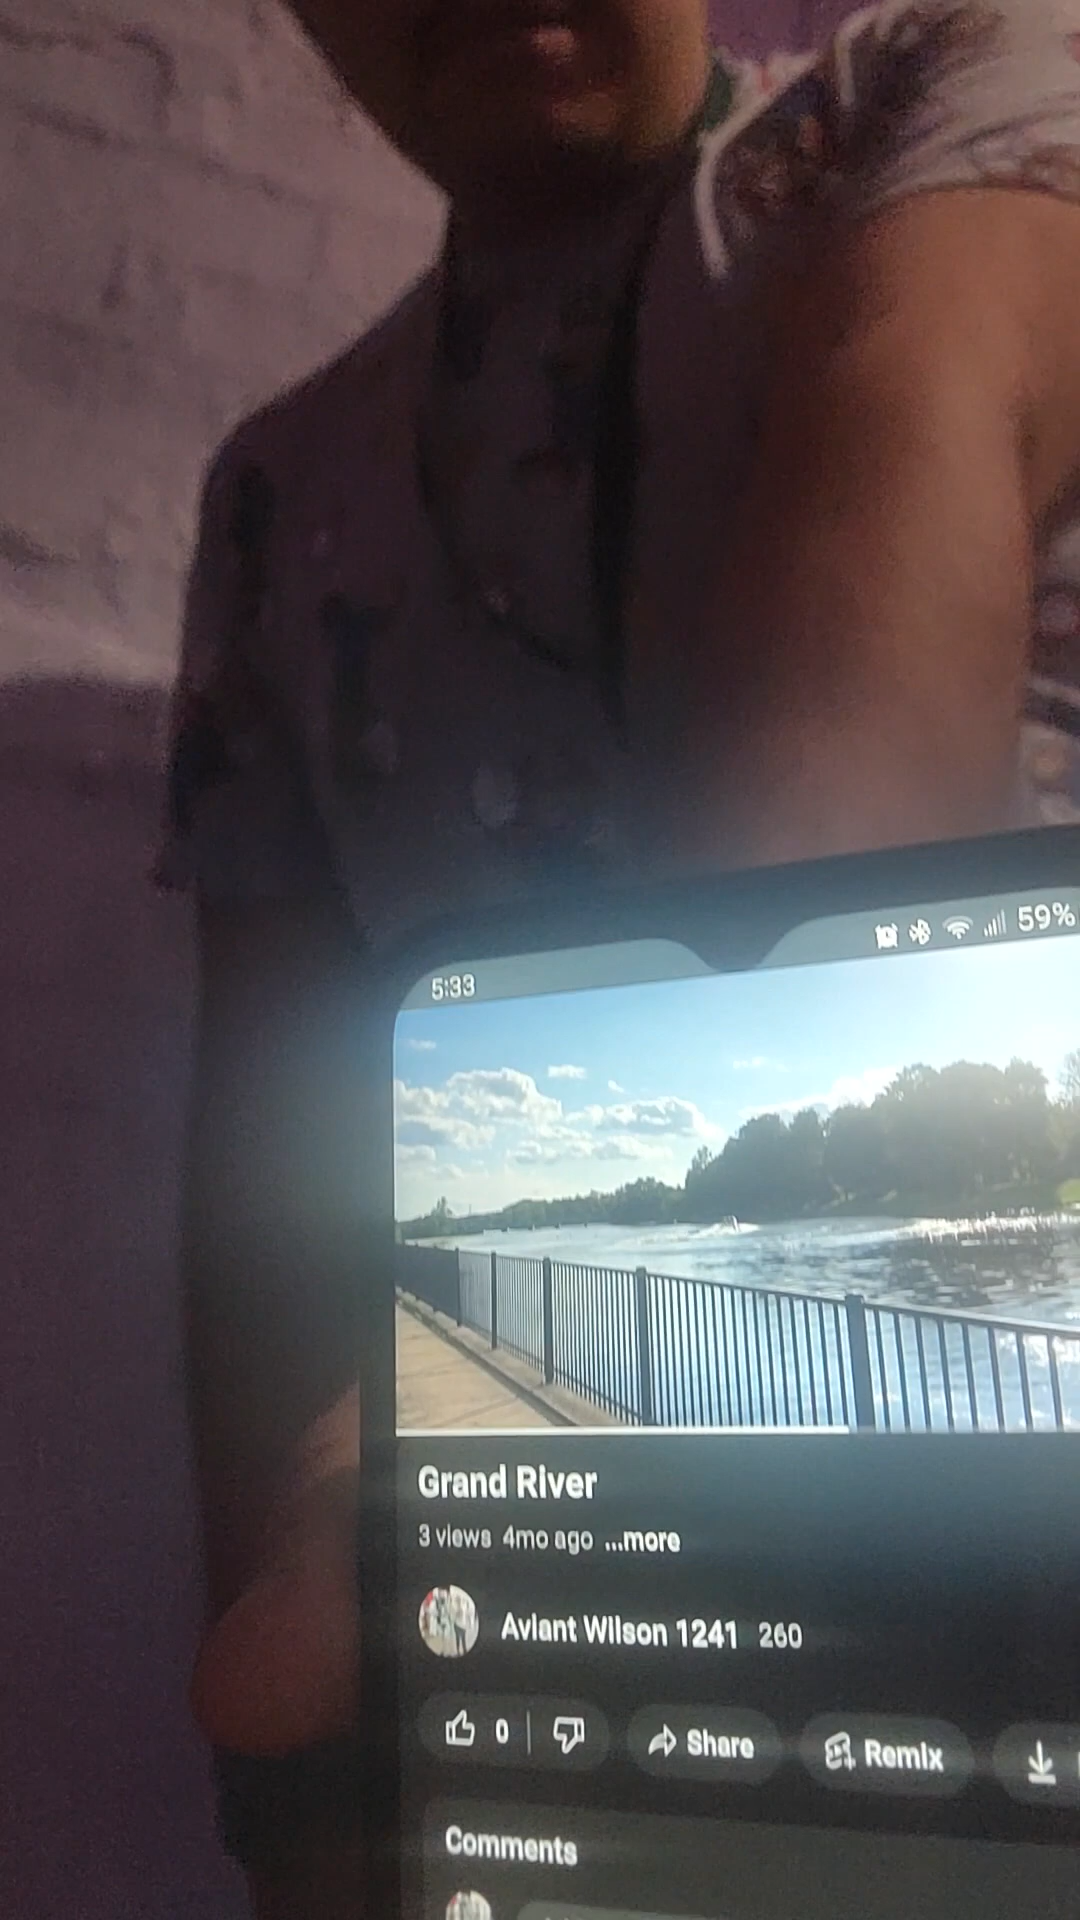 5:33 59%
Grand River
3 views 4mo ago ...more
Aviant Wilson 1241 260
0 Share Remix
Comments